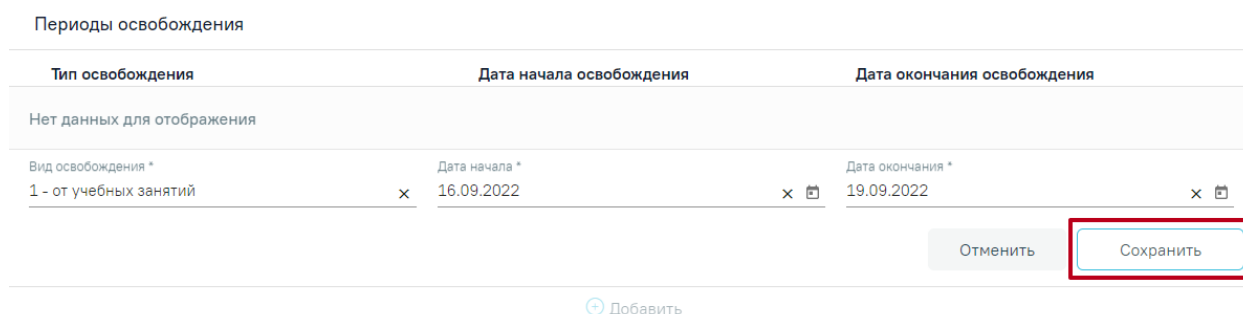 Периоды освобождения
Тип освобождения Дата начала освобождения Дата окончания освобождения
Нет данных для отображения
Вид освобождения * Дата начала * Дата окончания *
1 - от учебных занятий 16.09.2022 19.09.2022
Отменить Сохранить
Добавить